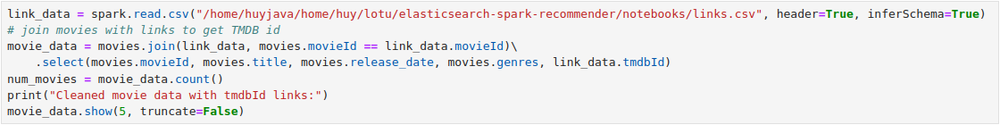 link_data = spark.read.csv("/home/huyjava/home/huy/lotu/elasticsearch-spark-recommender/notebooks/links.csv", header=True, inferSchema=True)
# join movies with links to get TMDB id
movie_data = movies.join(link_data, movies.movieId == link_data.movieId)\
    .select(movies.movieId, movies.title, movies.release_date, movies.genres, link_data.tmdbId)
num_movies = movie_data.count()
print("Cleaned movie data with tmdbId links:")
movie_data.show(5, truncate=False)